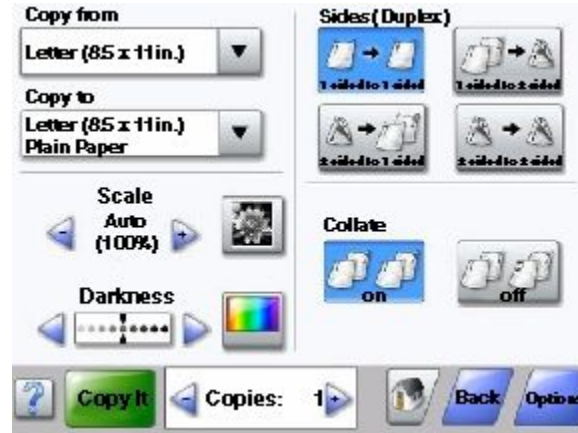 Copy from
Letter (8.5 x 11 in.)
Copy to
Letter (8.5 x 11 in.)
Plain Paper
Scale
Auto
(100%)
Darkness
Sides (Duplex)
1 sided to 1 sided
1 sided to 2 sided
2 sided to 1 sided
2 sided to 2 sided
Collate
on
off
?
Copy It
Copies: 1
Back
Options